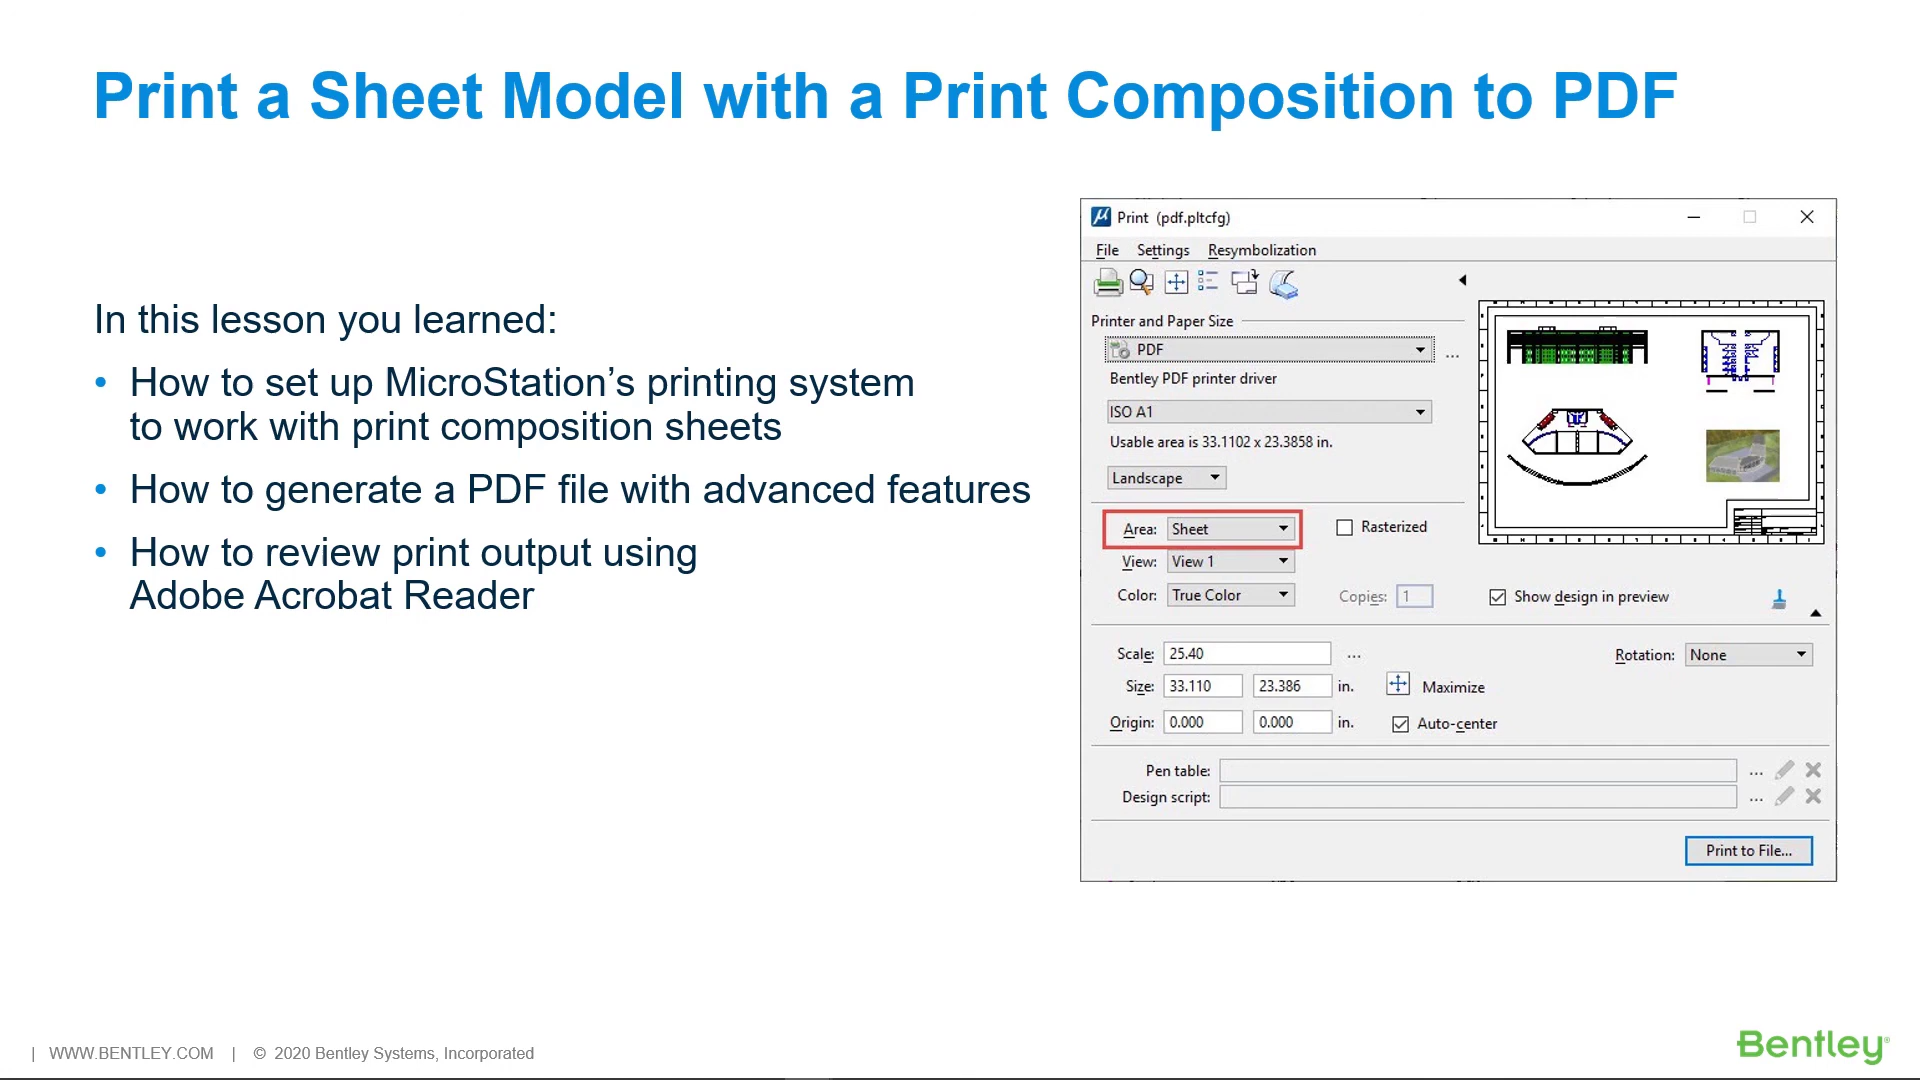 Print a Sheet Model with a Print Composition to PDF
In this lesson you learned:
• How to set up MicroStation’s printing system
to work with print composition sheets
• How to generate a PDF file with advanced features
• How to review print output using
Adobe Acrobat Reader
Print (pdf.pltcfg)
File Settings Resymbolization
Printer and Paper Size
PDF ...
Bentley PDF printer driver
ISO A1
Usable area is 33.1102 x 23.3858 in.
Landscape
Area: Sheet Rasterized
View: View 1
Color: True Color Copies: 1 Show design in preview
Scale: 25.40 ... Rotation: None
Size: 33.110 23.386 in. Maximize
Origin: 0.000 0.000 in. Auto-center
Pen table: ...
Design script: ...
Print to File...
| WWW.BENTLEY.COM | © 2020 Bentley Systems, Incorporated
Bentley®